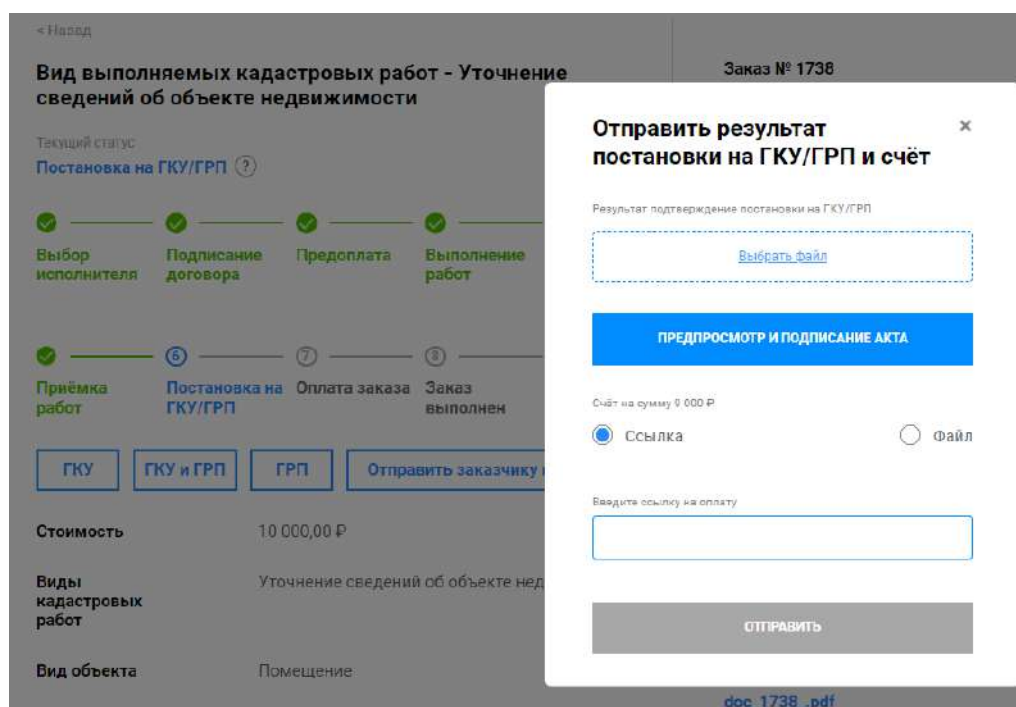 < Назад
Вид выполняемых кадастровых работ - Уточнение
сведений об объекте недвижимости
Текущий статус
Постановка на ГКУ/ГРП ?
Выбор
исполнителя
Подписание
договора
Предоплата
Выполнение
работ
Приёмка
работ
6
Постановка на
ГКУ/ГРП
7
Оплата заказа
8
Заказ
выполнен
ГКУ
ГКУ и ГРП
ГРП
Отправить заказчику
Стоимость
10 000,00 ₽
Виды
кадастровых
работ
Уточнение сведений об объекте нед
Вид объекта
Помещение
Заказ № 1738
Отправить результат
постановки на ГКУ/ГРП и счёт
×
Результат подтверждение постановки на ГКУ/ГРП
Выбрать файл
ПРЕДПРОСМОТР И ПОДПИСАНИЕ АКТА
Счёт на сумму 9 000 ₽
Ссылка
Файл
Введите ссылку на оплату
ОТПРАВИТЬ
doc_1738_.pdf